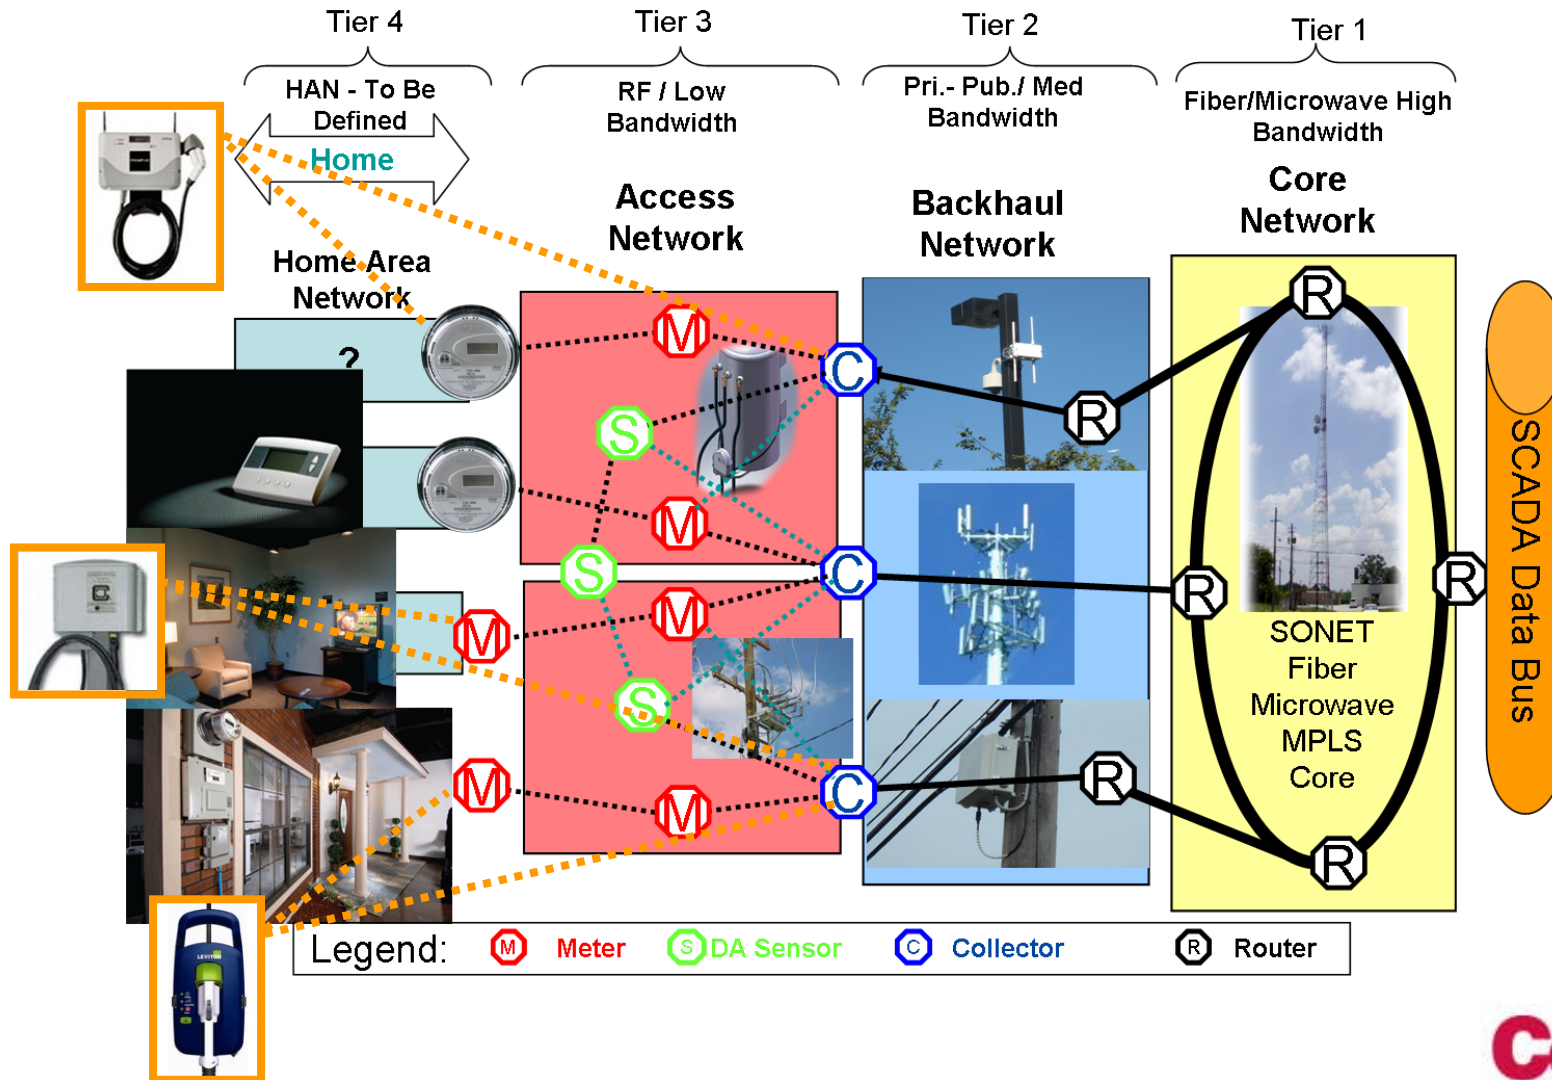 Tier 4
Tier 3
Tier 2
Tier 1
HAN - To Be
Defined
Home
RF / Low
Bandwidth
Pri.- Pub./ Med
Bandwidth
Fiber/Microwave High
Bandwidth
Home Area
Network
Access
Network
Backhaul
Network
Core
Network
?
M
C
R
R
S
M
S
C
R
R
M
M
S
M
M
C
R
R
SONET
Fiber
Microwave
MPLS
Core
SCADA Data Bus
LEVITON
Legend:
M Meter
S DA Sensor
C Collector
R Router